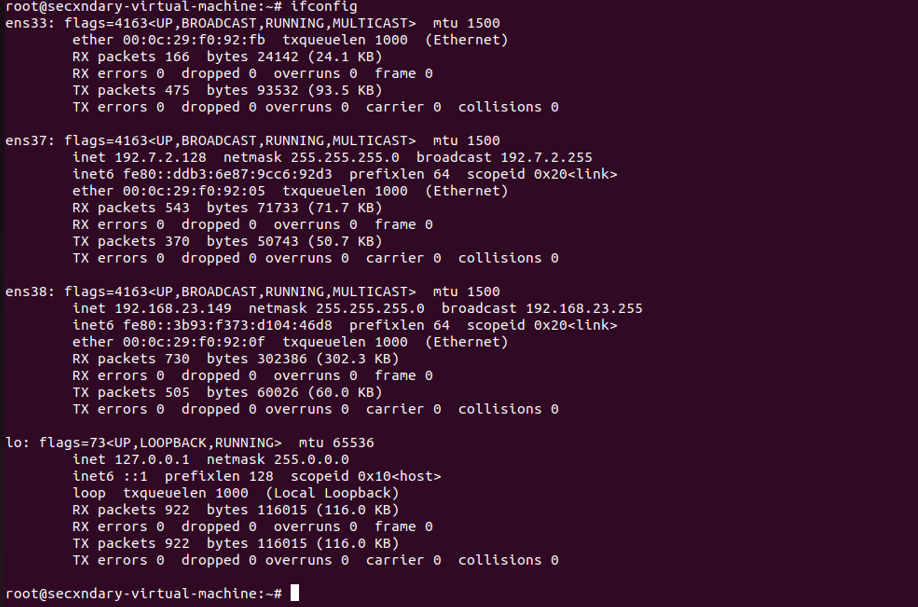 root@secxndary-virtual-machine:~# ifconfig
ens33: flags=4163<UP,BROADCAST,RUNNING,MULTICAST>  mtu 1500
        ether 00:0c:29:f0:92:fb  txqueuelen 1000  (Ethernet)
        RX packets 166  bytes 24142 (24.1 KB)
        RX errors 0  dropped 0  overruns 0  frame 0
        TX packets 475  bytes 93532 (93.5 KB)
        TX errors 0  dropped 0 overruns 0  carrier 0  collisions 0

ens37: flags=4163<UP,BROADCAST,RUNNING,MULTICAST>  mtu 1500
        inet 192.7.2.128  netmask 255.255.255.0  broadcast 192.7.2.255
        inet6 fe80::ddb3:6e87:9cc6:92d3  prefixlen 64  scopeid 0x20<link>
        ether 00:0c:29:f0:92:05  txqueuelen 1000  (Ethernet)
        RX packets 543  bytes 71733 (71.7 KB)
        RX errors 0  dropped 0  overruns 0  frame 0
        TX packets 370  bytes 50743 (50.7 KB)
        TX errors 0  dropped 0 overruns 0  carrier 0  collisions 0

ens38: flags=4163<UP,BROADCAST,RUNNING,MULTICAST>  mtu 1500
        inet 192.168.23.149  netmask 255.255.255.0  broadcast 192.168.23.255
        inet6 fe80::3b93:f373:d104:46d8  prefixlen 64  scopeid 0x20<link>
        ether 00:0c:29:f0:92:0f  txqueuelen 1000  (Ethernet)
        RX packets 730  bytes 302386 (302.3 KB)
        RX errors 0  dropped 0  overruns 0  frame 0
        TX packets 505  bytes 60026 (60.0 KB)
        TX errors 0  dropped 0 overruns 0  carrier 0  collisions 0

lo: flags=73<UP,LOOPBACK,RUNNING>  mtu 65536
        inet 127.0.0.1  netmask 255.0.0.0
        inet6 ::1  prefixlen 128  scopeid 0x10<host>
        loop  txqueuelen 1000  (Local Loopback)
        RX packets 922  bytes 116015 (116.0 KB)
        RX errors 0  dropped 0  overruns 0  frame 0
        TX packets 922  bytes 116015 (116.0 KB)
        TX errors 0  dropped 0 overruns 0  carrier 0  collisions 0

root@secxndary-virtual-machine:~#